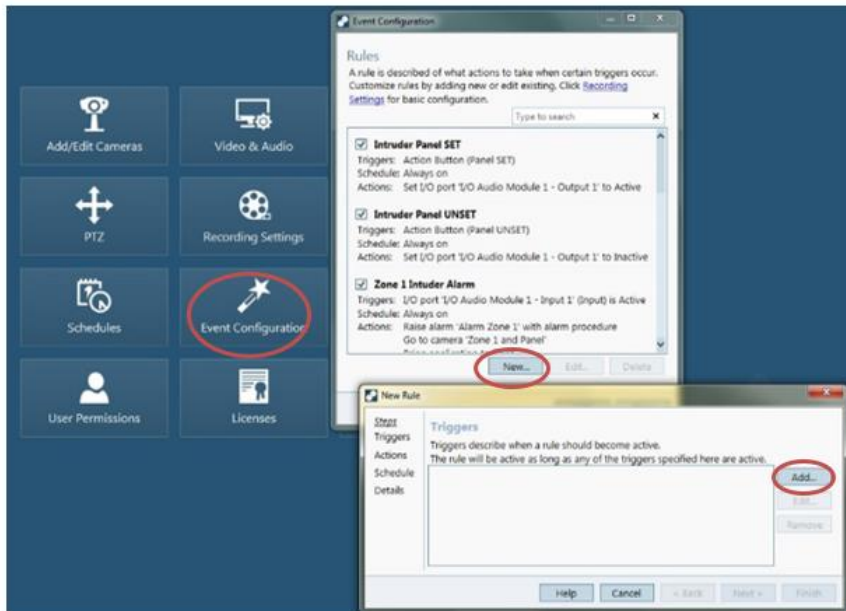 Add/Edit Cameras
Video & Audio
PTZ
Recording Settings
Schedules
Event Configuration
User Permissions
Licenses
Event Configuration
Rules
A rule is described of what actions to take when certain triggers occur.
Customize rules by adding new or edit existing. Click Recording
Settings for basic configuration.
Type to search
Intruder Panel SET
Triggers: Action Button (Panel SET)
Schedule: Always on
Actions: Set I/O port 'I/O Audio Module 1 - Output 1' to Active
Intruder Panel UNSET
Triggers: Action Button (Panel UNSET)
Schedule: Always on
Actions: Set I/O port 'I/O Audio Module 1 - Output 1' to Inactive
Zone 1 Intuder Alarm
Triggers: I/O port 'I/O Audio Module 1 - Input 1' (Input) is Active
Schedule: Always on
Actions: Raise alarm 'Alarm Zone 1' with alarm procedure
Go to camera 'Zone 1 and Panel'
New...
Edit...
Delete
New Rule
Steps
Triggers
Actions
Schedule
Details
Triggers
Triggers describe when a rule should become active.
The rule will be active as long as any of the triggers specified here are active.
Add...
Edit...
Remove
Help
Cancel
< Back
Next >
Finish